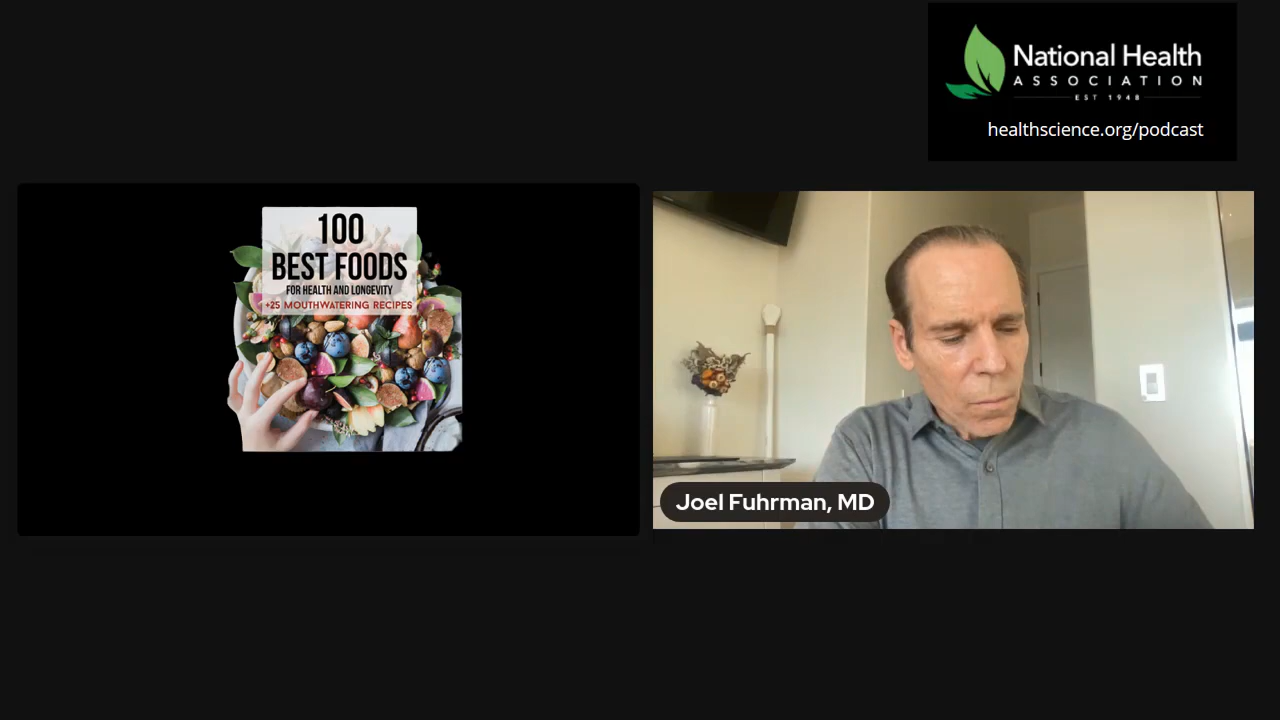 National Health
ASSOCIATION
EST 1948
healthscience.org/podcast
100
BEST FOODS
FOR HEALTH AND LONGEVITY
+25 MOUTHWATERING RECIPES
Joel Fuhrman, MD